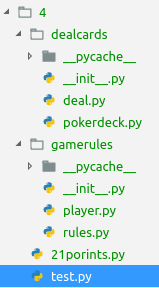 4
dealcards
__pycache__
__init__.py
deal.py
pokerdeck.py
gamerules
__pycache__
__init__.py
player.py
rules.py
21porints.py
test.py